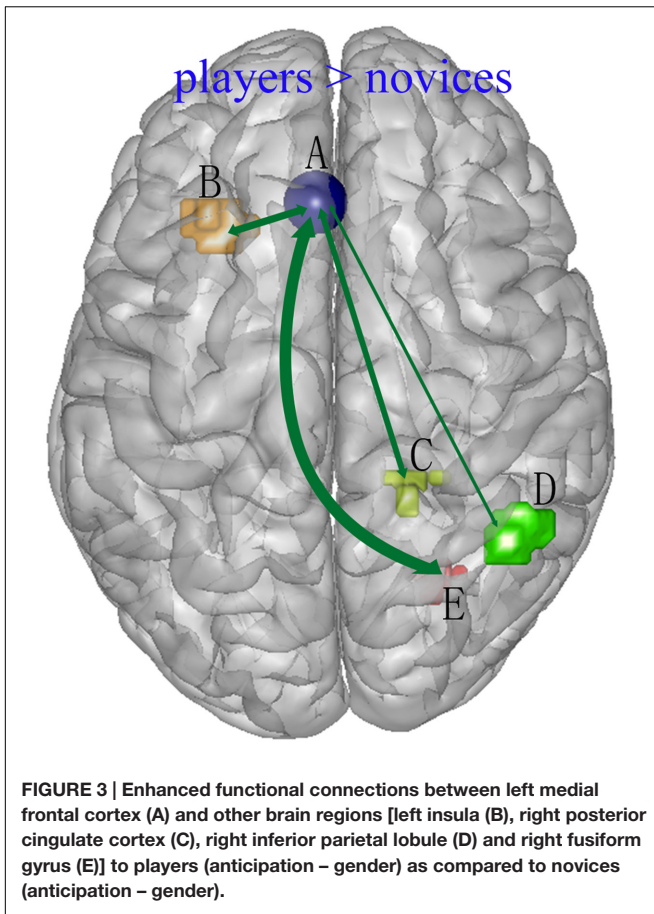 players > novices
A
B
C
D
E
FIGURE 3 | Enhanced functional connections between left medial
frontal cortex (A) and other brain regions [left insula (B), right posterior
cingulate cortex (C), right inferior parietal lobule (D) and right fusiform
gyrus (E)] to players (anticipation – gender) as compared to novices
(anticipation – gender).